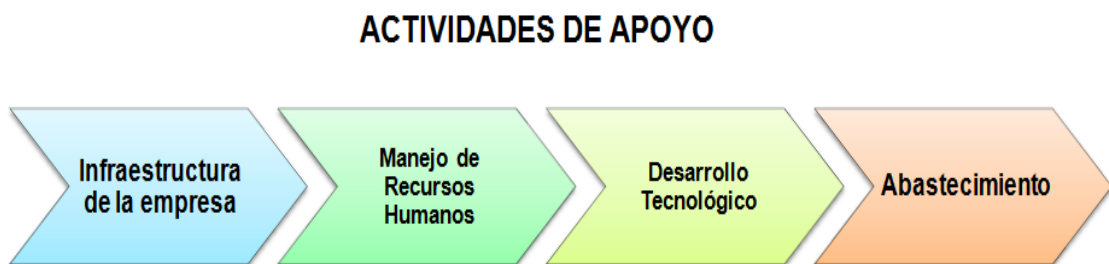 ACTIVIDADES DE APOYO
Infraestructura
de la empresa
Manejo de
Recursos
Humanos
Desarrollo
Tecnológico
Abastecimiento